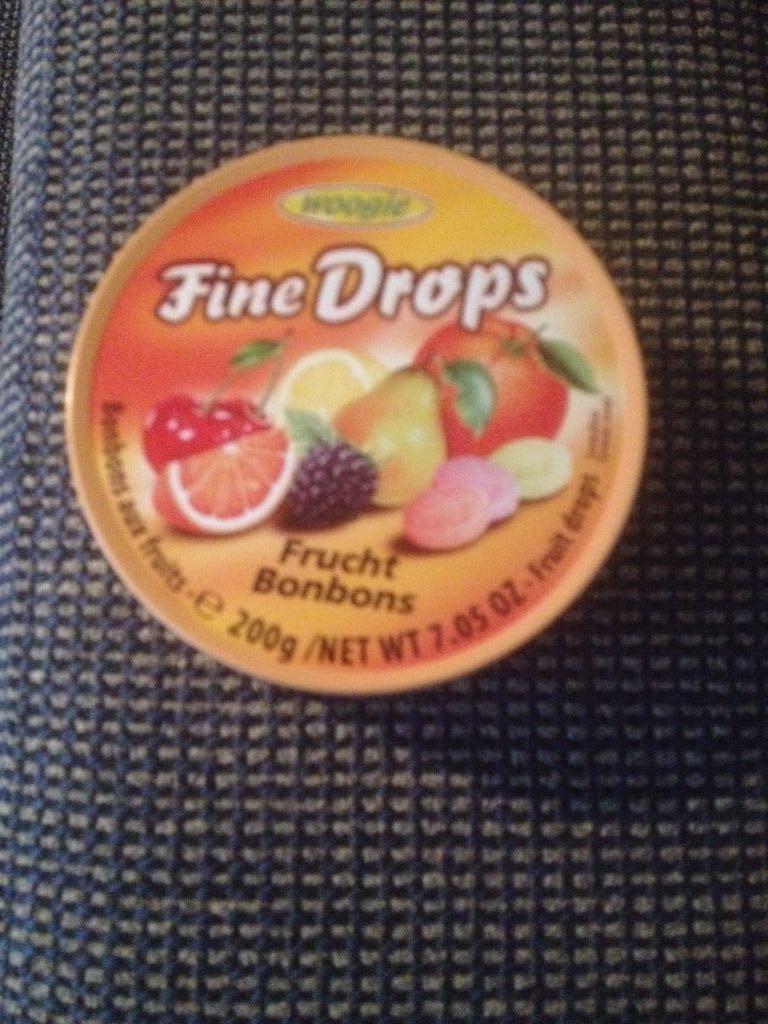 woogie
Fine Drops
Frucht
Bonbons
Bonbons aux fruits · ℮ 200g /NET WT 7.05 OZ · Fruit drops